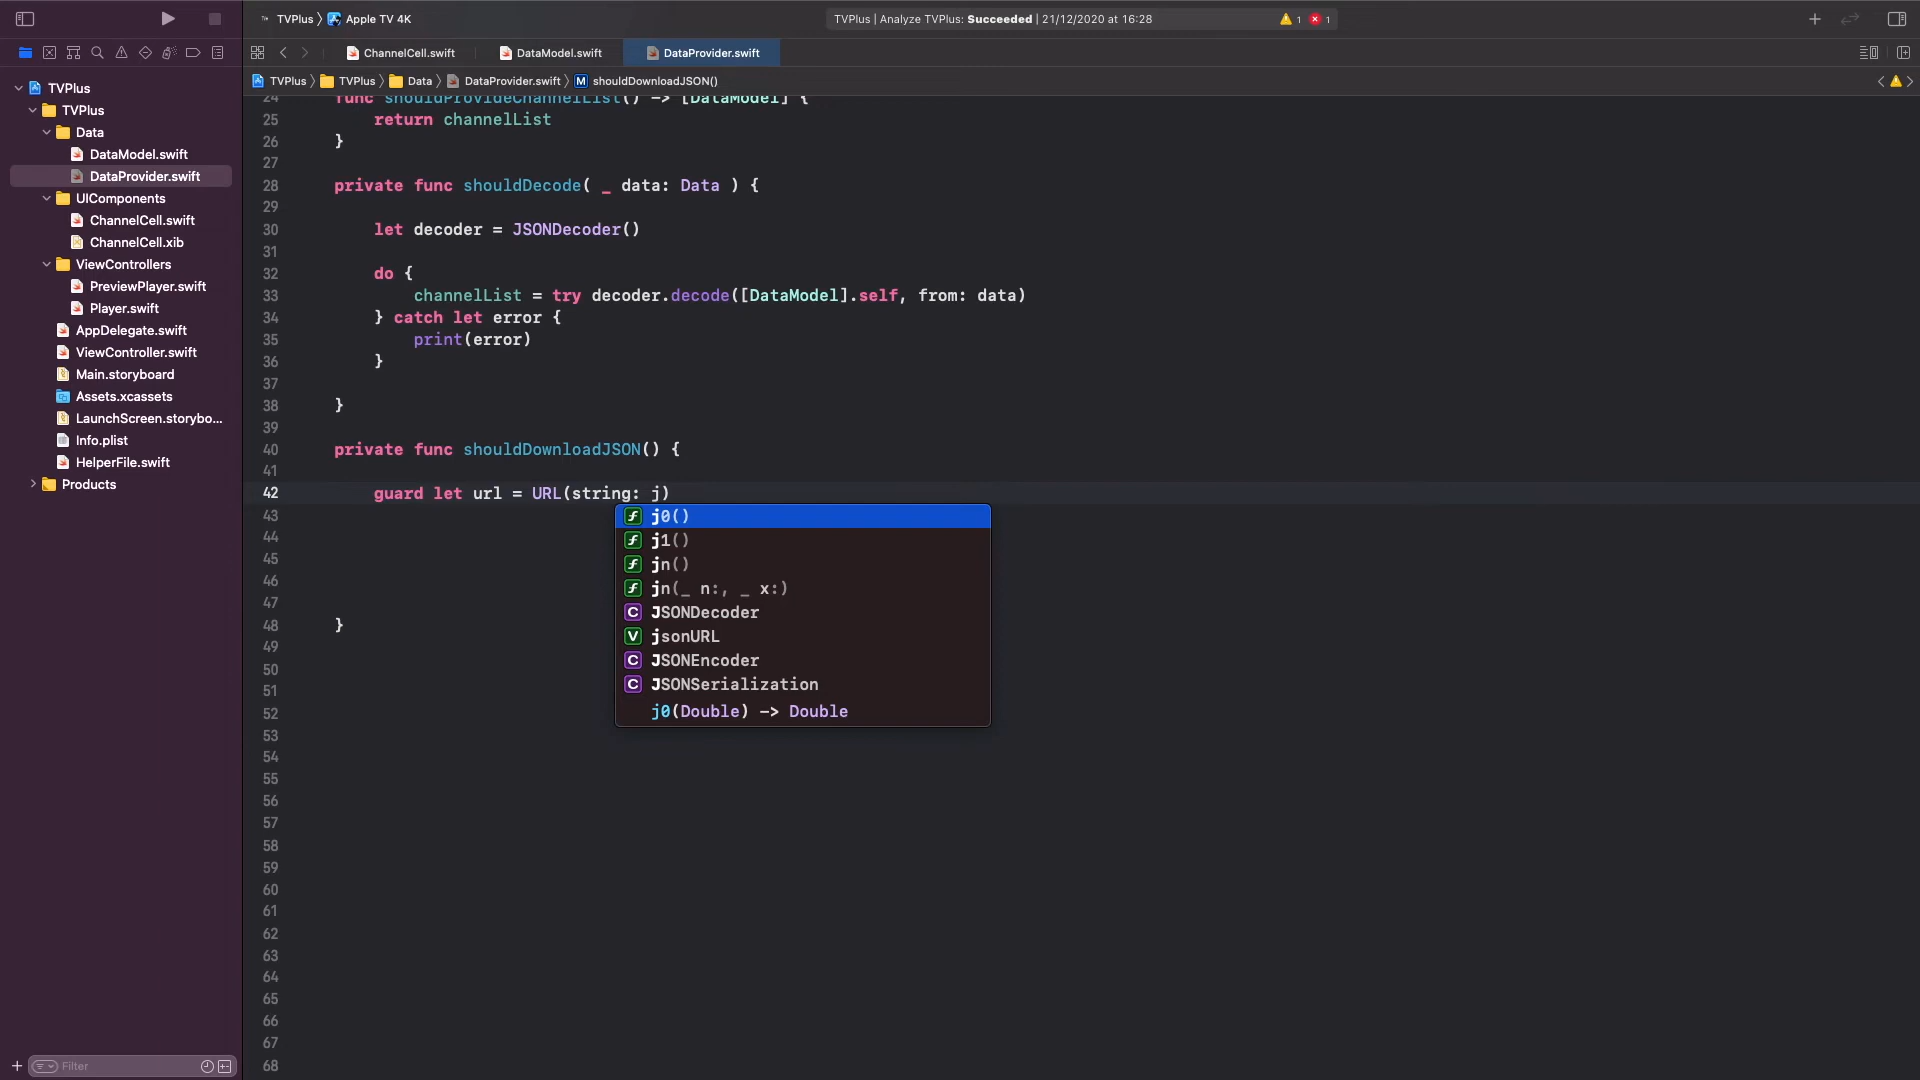 TVPlus 〉 Apple TV 4K
TVPlus | Analyze TVPlus: Succeeded | 21/12/2020 at 16:28
1
1
ChannelCell.swift
DataModel.swift
DataProvider.swift
TVPlus 〉 TVPlus 〉 Data 〉 DataProvider.swift 〉 M shouldDownloadJSON()
TVPlus
TVPlus
Data
DataModel.swift
DataProvider.swift
UIComponents
ChannelCell.swift
ChannelCell.xib
ViewControllers
PreviewPlayer.swift
Player.swift
AppDelegate.swift
ViewController.swift
Main.storyboard
Assets.xcassets
LaunchScreen.storybo...
Info.plist
HelperFile.swift
Products
Filter
24 func shouldProvideChannelList() -> [DataModel] {
25 return channelList
26 }
27
28 private func shouldDecode( _ data: Data ) {
29
30 let decoder = JSONDecoder()
31
32 do {
33 channelList = try decoder.decode([DataModel].self, from: data)
34 } catch let error {
35 print(error)
36 }
37
38 }
39
40 private func shouldDownloadJSON() {
41
42 guard let url = URL(string: j)
43
44
45
46
47
48 }
49
50
51
52
53
54
55
56
57
58
59
60
61
62
63
64
65
66
67
68
f j0()
f j1()
f jn()
f jn(_ n:, _ x:)
C JSONDecoder
V jsonURL
C JSONEncoder
C JSONSerialization
j0(Double) -> Double